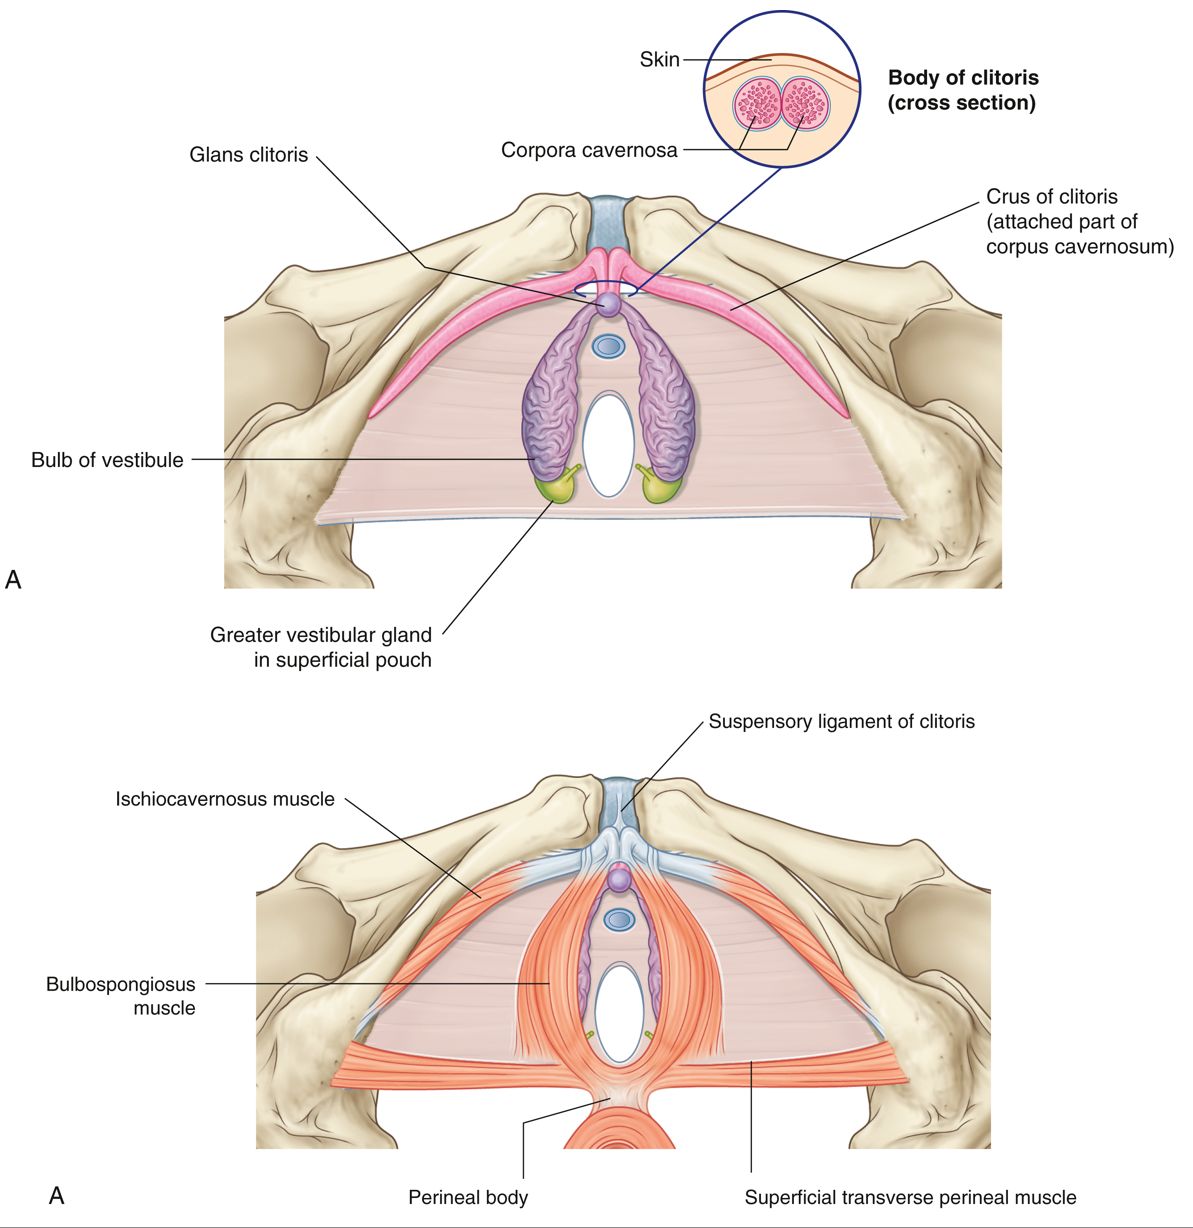 Skin
Body of clitoris
(cross section)
Corpora cavernosa
Glans clitoris
Crus of clitoris
(attached part of
corpus cavernosum)
Bulb of vestibule
A
Greater vestibular gland
in superficial pouch
Suspensory ligament of clitoris
Ischiocavernosus muscle
Bulbospongiosus
muscle
A
Perineal body
Superficial transverse perineal muscle